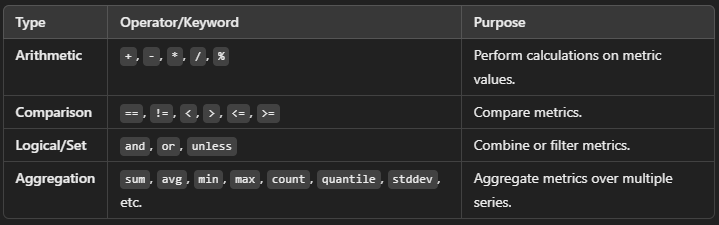 Type Operator/Keyword Purpose
Arithmetic + , - , * , / , % Perform calculations on metric
values.
Comparison == , != , < , > , <= , >= Compare metrics.
Logical/Set and , or , unless Combine or filter metrics.
Aggregation sum , avg , min , max , count , quantile , stddev , Aggregate metrics over multiple
etc. series.